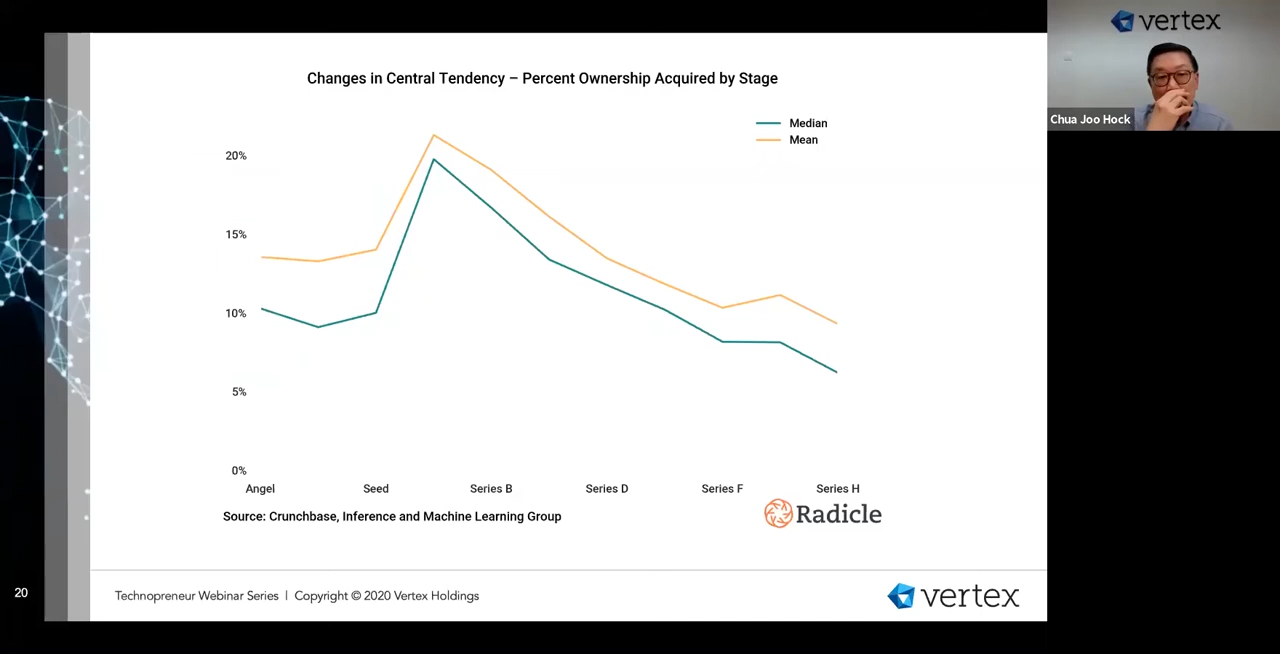 vertex
Chua Joo Hock
Changes in Central Tendency – Percent Ownership Acquired by Stage
Median
Mean
20%
15%
10%
5%
0%
Angel Seed Series B Series D Series F Series H
Source: Crunchbase, Inference and Machine Learning Group
Radicle
20
Technopreneur Webinar Series | Copyright © 2020 Vertex Holdings
vertex